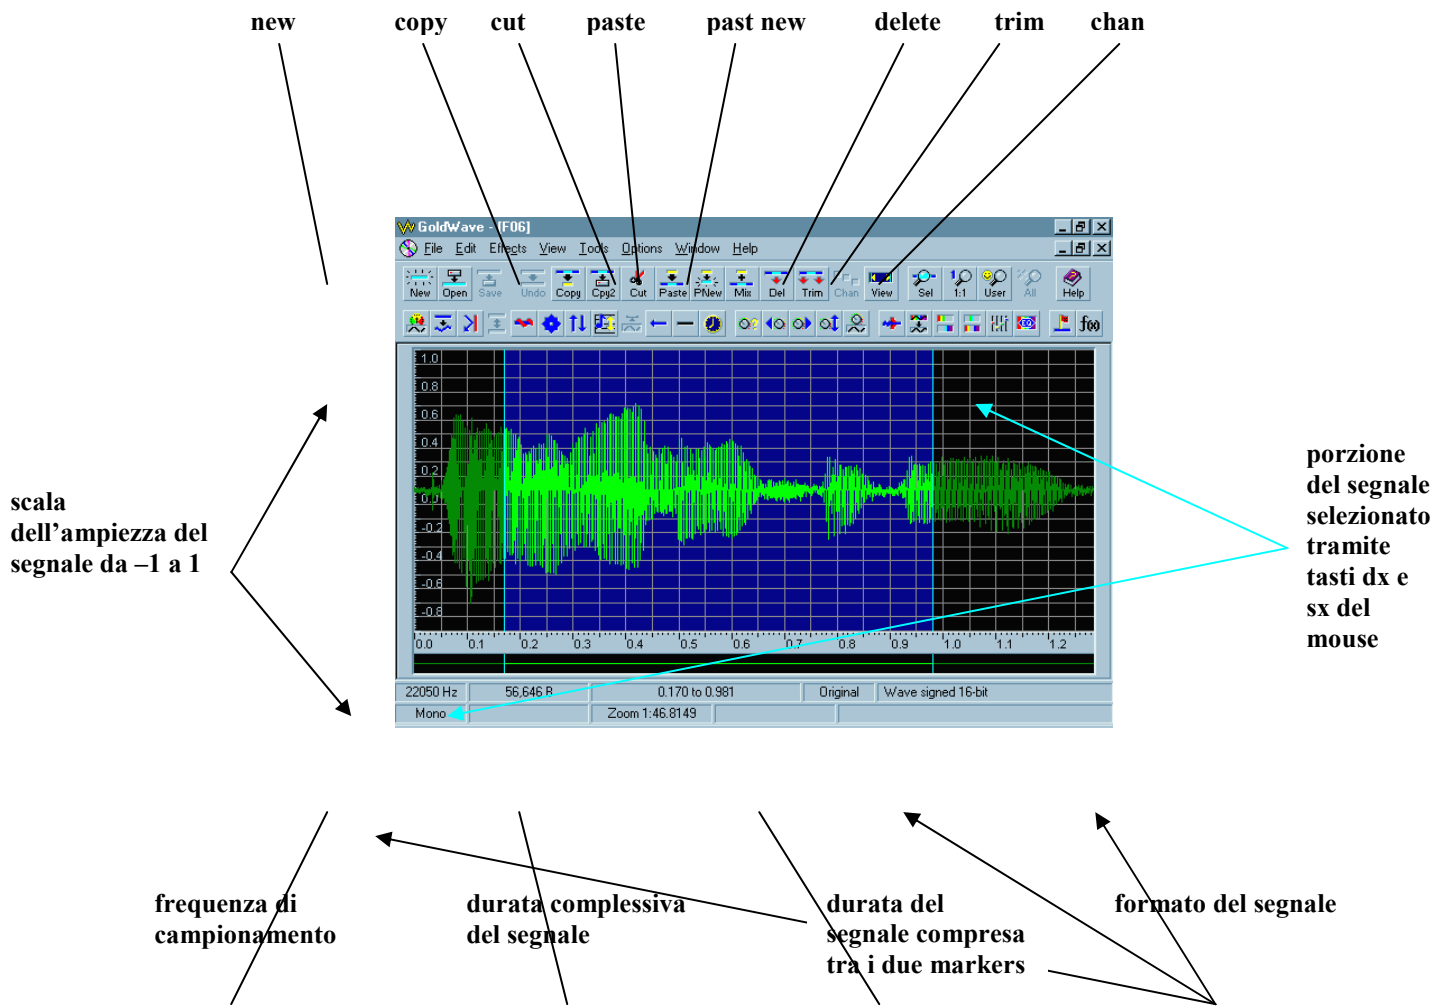 new copy cut paste past new delete trim chan
GoldWave - [F06]
File Edit Effects View Tools Options Window Help
New Open Save Undo Copy Cpy2 Cut Paste PNew Mix Del Trim Chan View Sel 1:1 User All Help
f(x)
1.0
0.8
0.6
0.4
0.2
0.0
-0.2
-0.4
-0.6
-0.8
0.0 0.1 0.2 0.3 0.4 0.5 0.6 0.7 0.8 0.9 1.0 1.1 1.2
22050 Hz 56,646 B 0.170 to 0.981 Original Wave signed 16-bit
Mono Zoom 1:46.8149
scala
dell’ampiezza del
segnale da –1 a 1
porzione
del segnale
selezionato
tramite
tasti dx e
sx del
mouse
frequenza di
campionamento
durata complessiva
del segnale
durata del
segnale compresa
tra i due markers
formato del segnale